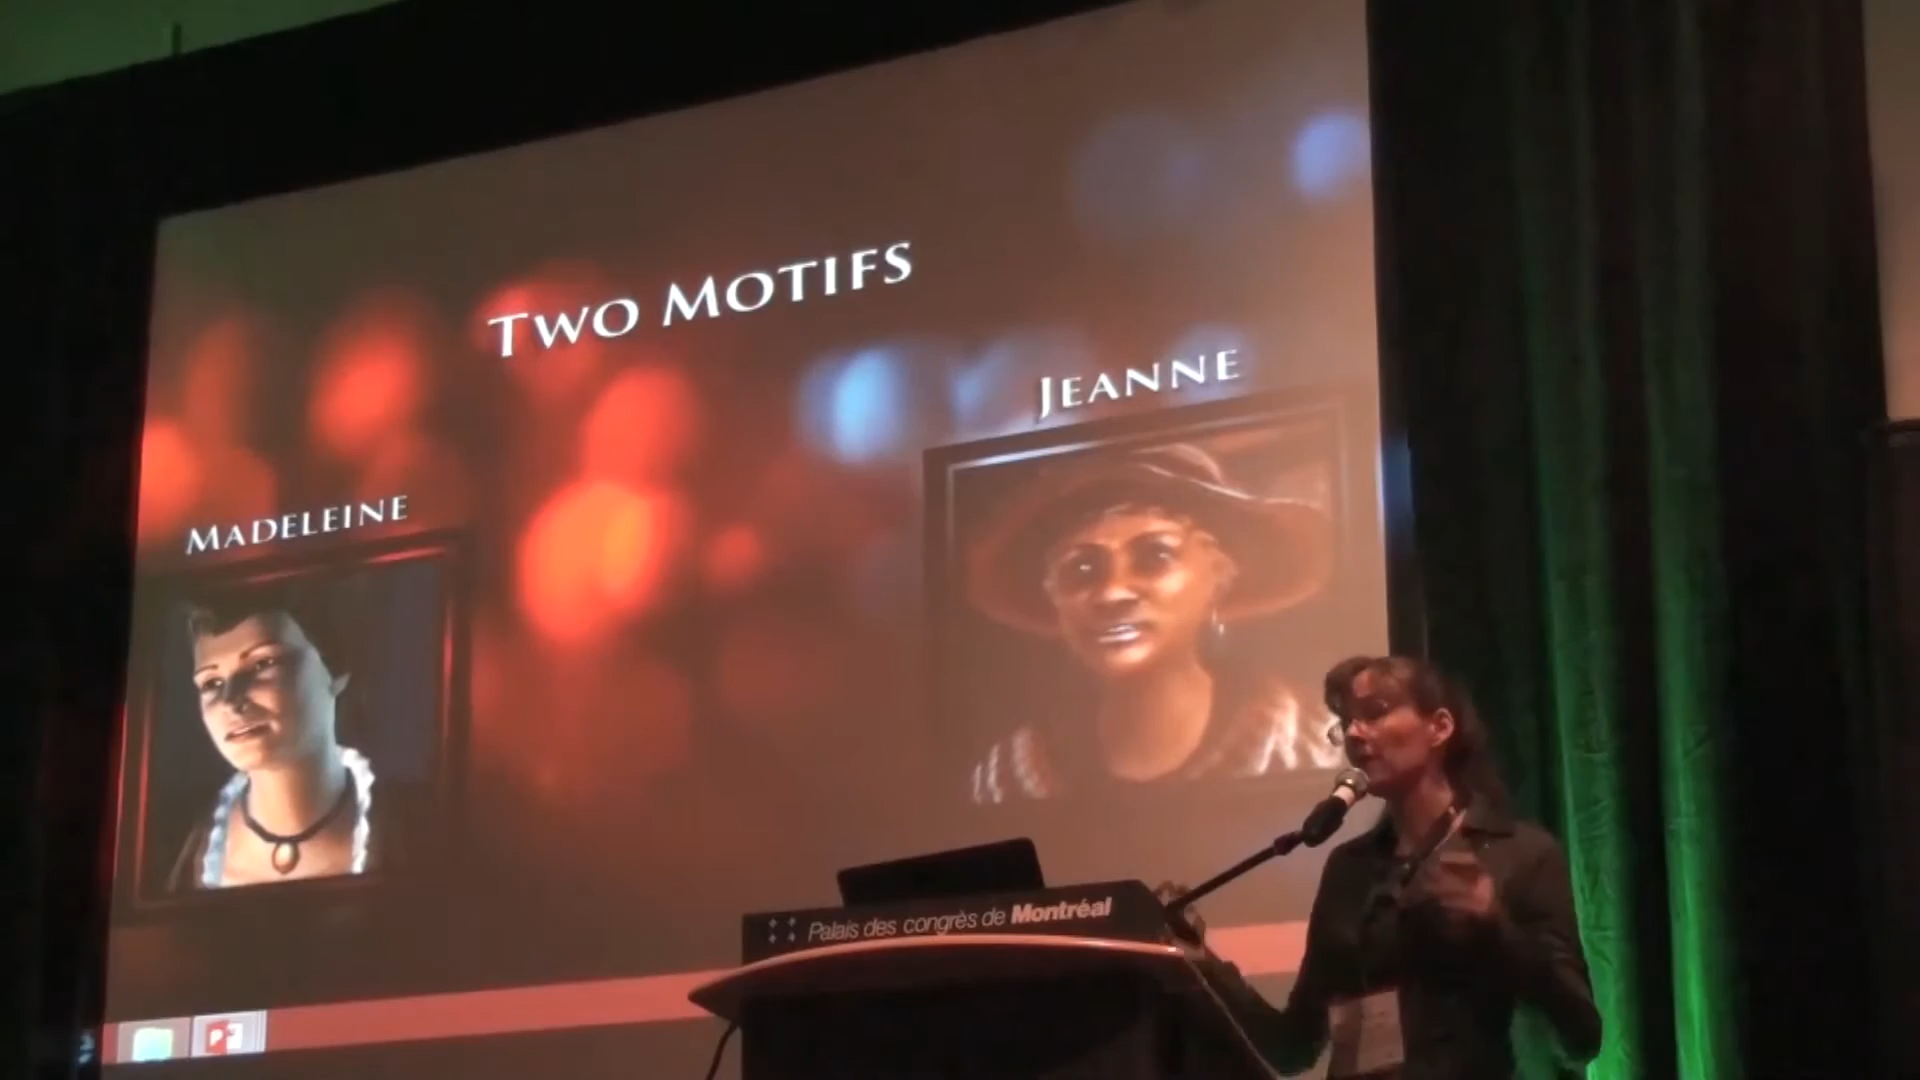 Two Motifs
Jeanne
Madeleine
Palais des congrès de Montréal